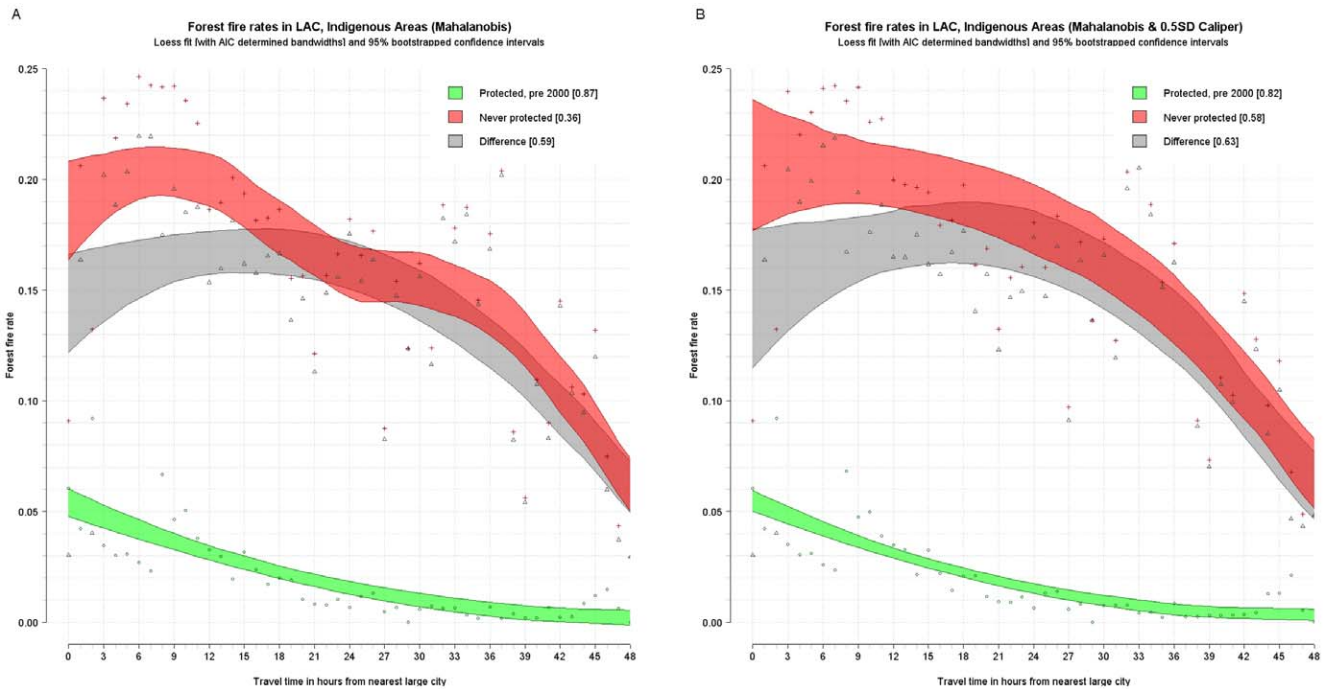 A
Forest fire rates in LAC, Indigenous Areas (Mahalanobis)
Loess fit [with AIC determined bandwidths] and 95% bootstrapped confidence intervals
0.25
0.20
0.15
0.10
0.05
0.00
Forest fire rate
Protected, pre 2000 [0.87]
Never protected [0.36]
Difference [0.59]
0 3 6 9 12 15 18 21 24 27 30 33 36 39 42 45 48
Travel time in hours from nearest large city
B
Forest fire rates in LAC, Indigenous Areas (Mahalanobis & 0.5SD Caliper)
Loess fit [with AIC determined bandwidths] and 95% bootstrapped confidence intervals
0.25
0.20
0.15
0.10
0.05
0.00
Forest fire rate
Protected, pre 2000 [0.82]
Never protected [0.58]
Difference [0.63]
0 3 6 9 12 15 18 21 24 27 30 33 36 39 42 45 48
Travel time in hours from nearest large city